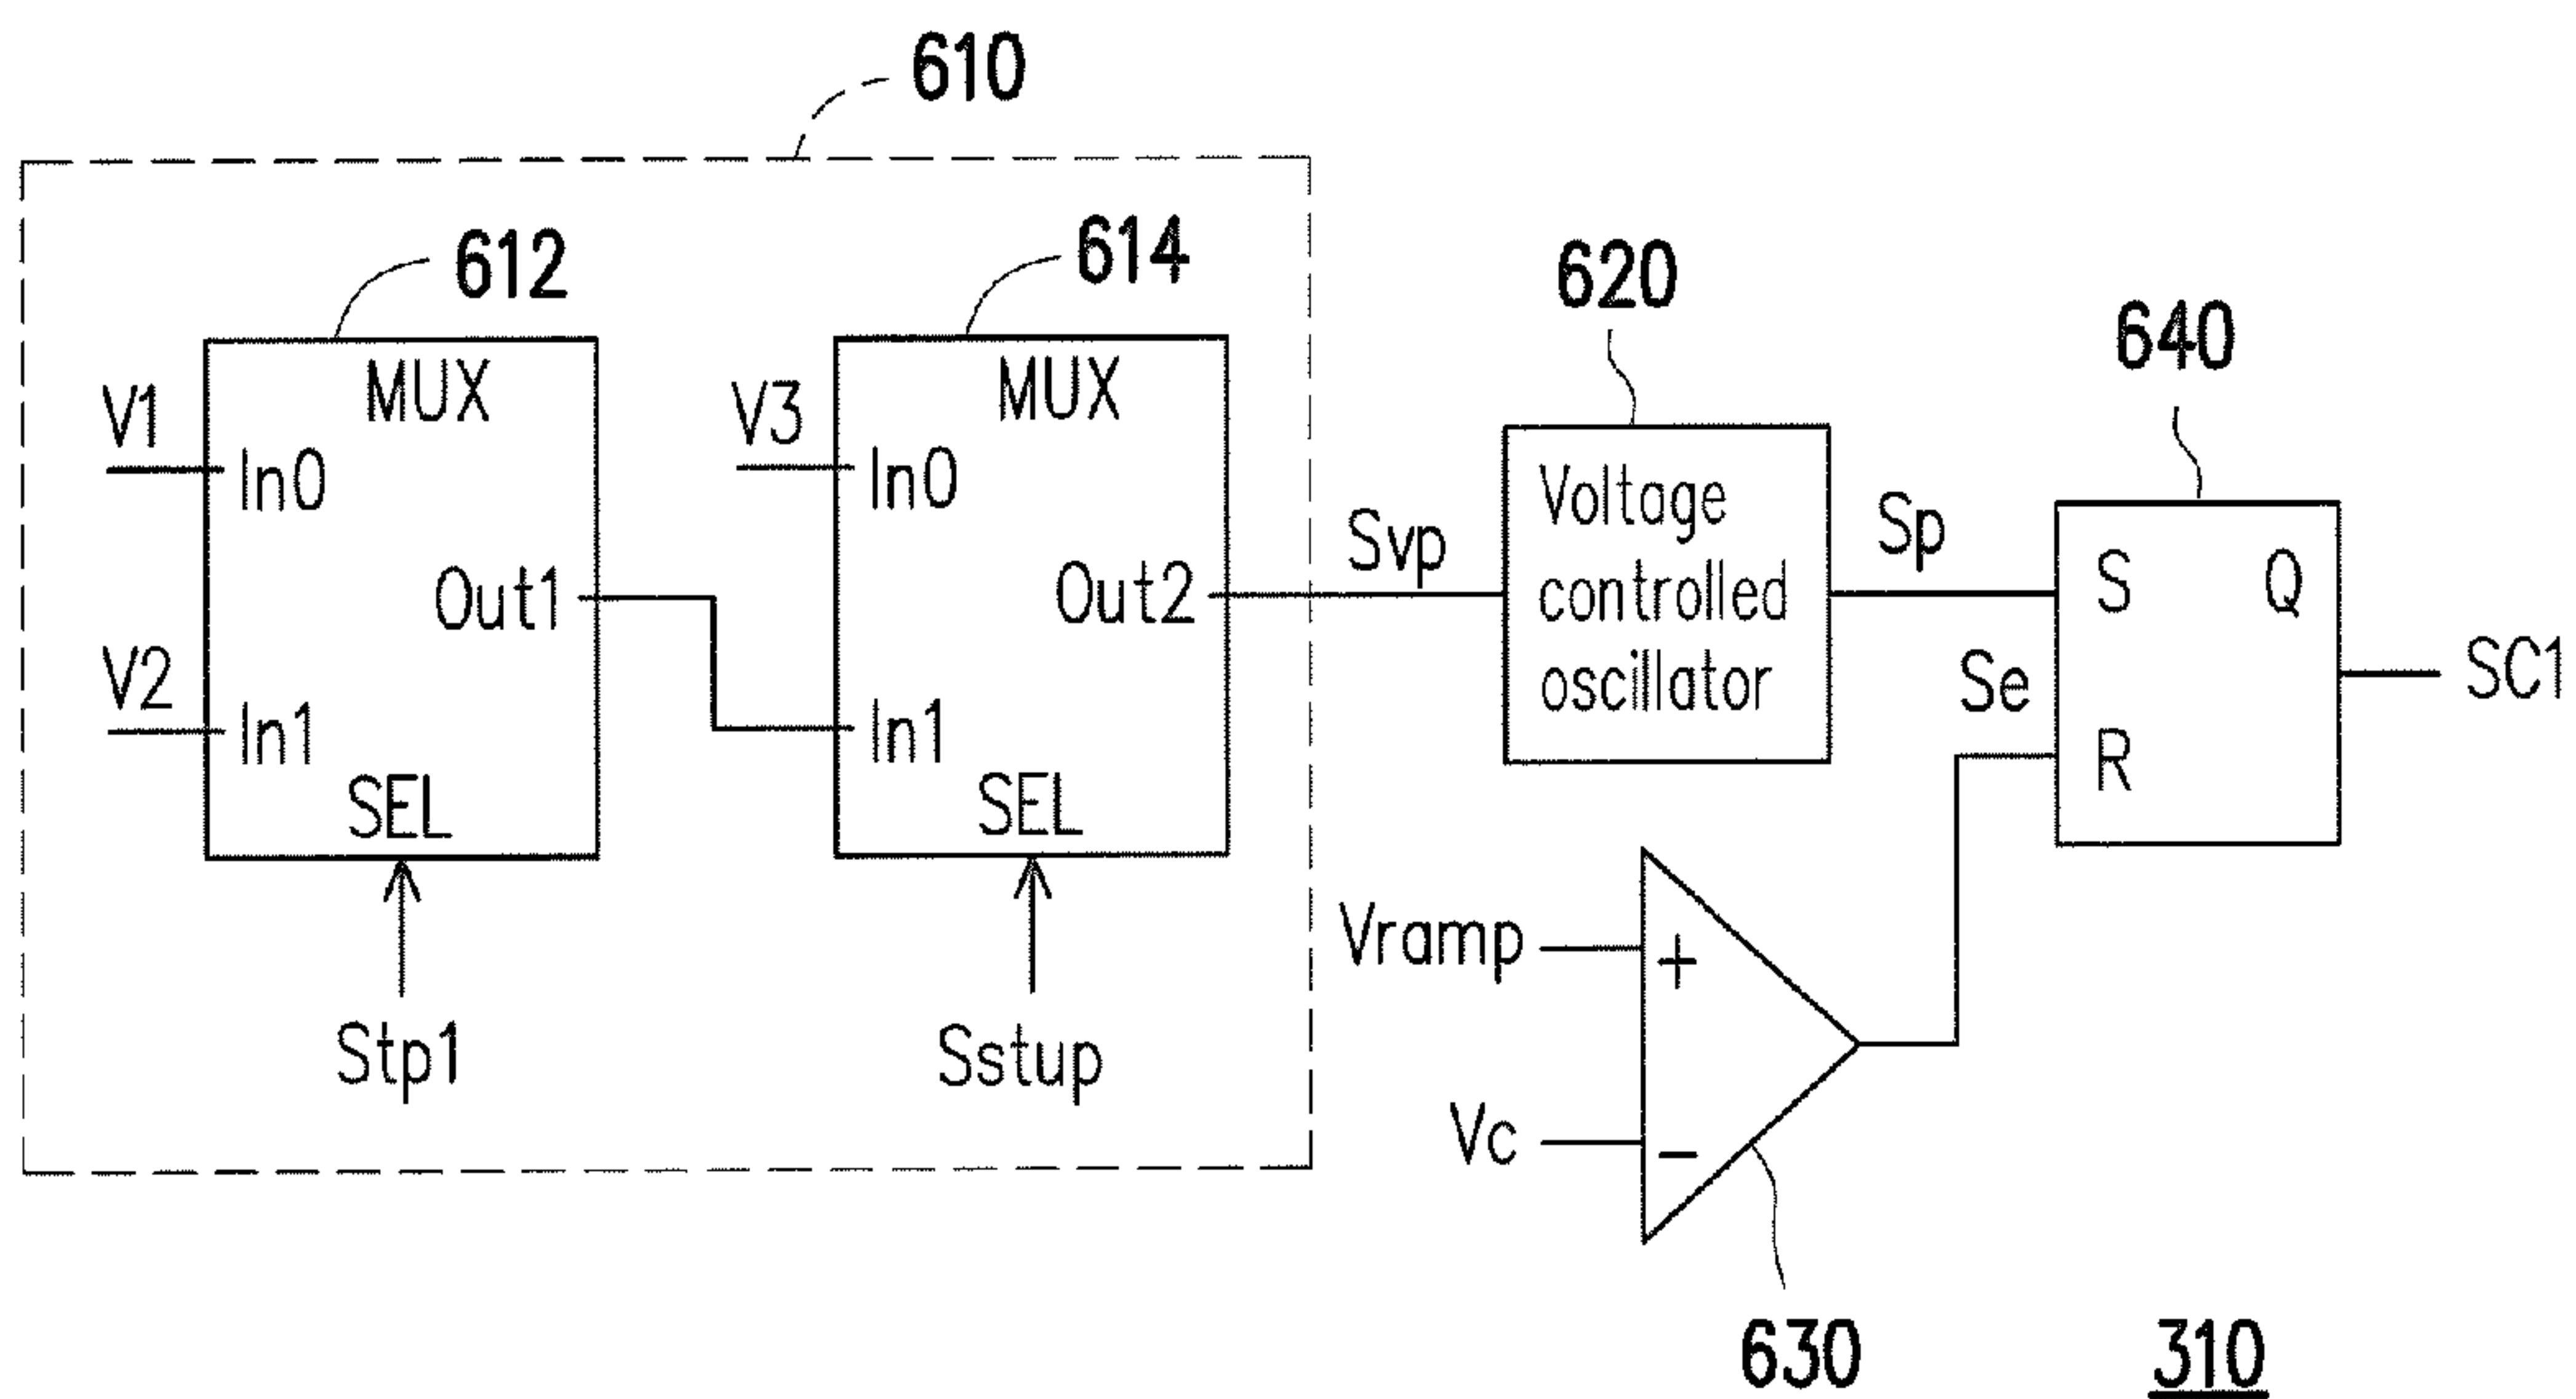 610
612
614
620
640
MUX
MUX
V1
V3
In0
In0
Voltage
controlled
oscillator
Svp
Sp
S
Q
Out1
Out2
V2
In1
In1
Se
R
SC1
SEL
SEL
Vramp
+
Stp1
Sstup
Vc
−
630
310